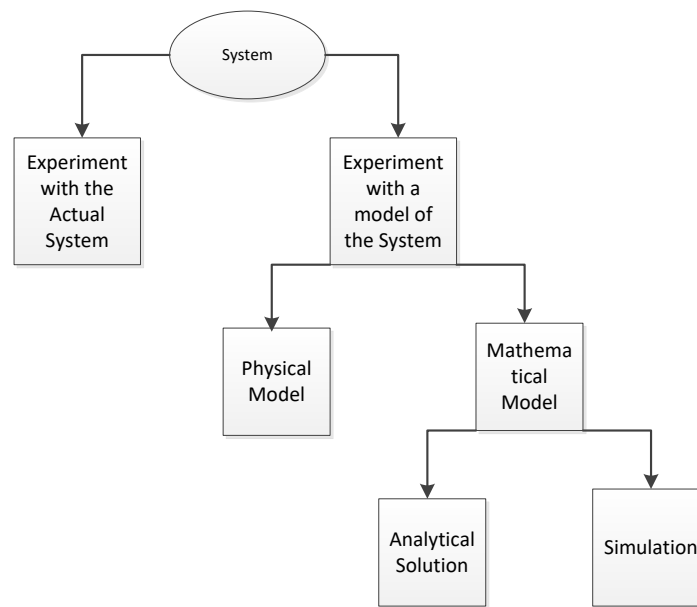 System
Experiment
with the
Actual
System
Experiment
with a
model of
the System
Physical
Model
Mathema
tical
Model
Analytical
Solution
Simulation